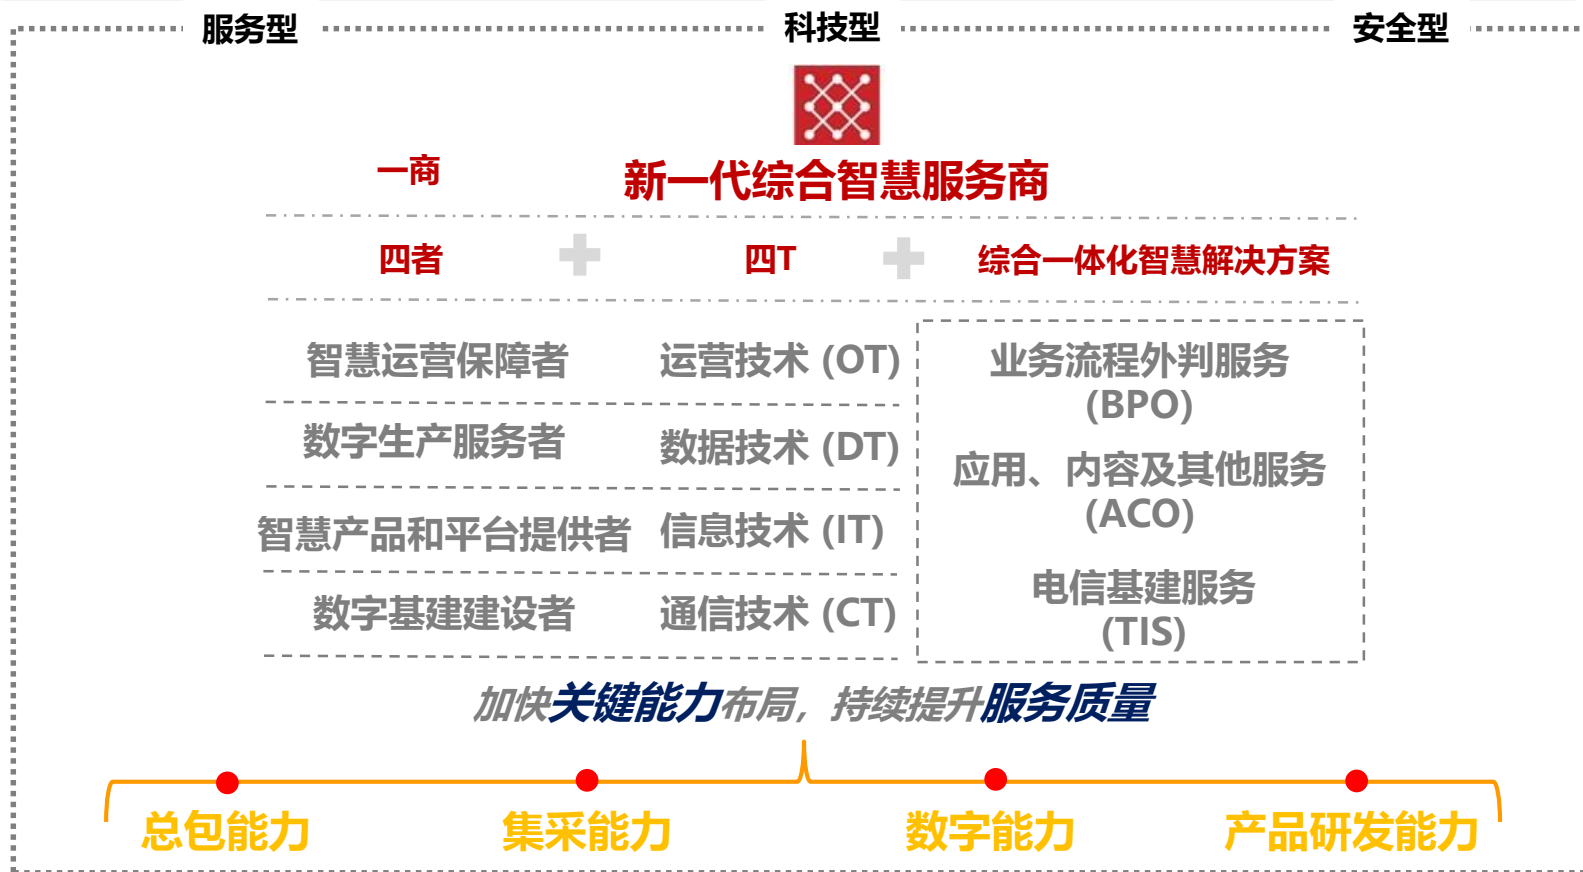 服务型
科技型
安全型
一商
新一代综合智慧服务商
四者
四T
综合一体化智慧解决方案
智慧运营保障者
运营技术 (OT)
数字生产服务者
数据技术 (DT)
智慧产品和平台提供者
信息技术 (IT)
数字基建建设者
通信技术 (CT)
业务流程外判服务
(BPO)
应用、内容及其他服务
(ACO)
电信基建服务
(TIS)
加快关键能力布局，持续提升服务质量
总包能力
集采能力
数字能力
产品研发能力